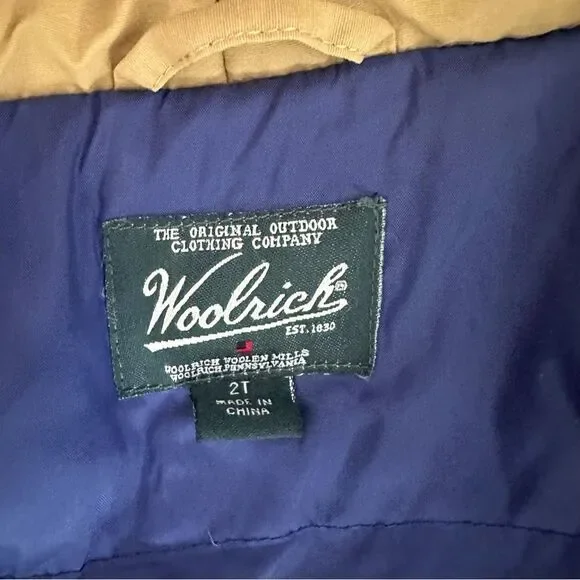 THE ORIGINAL OUTDOOR
CLOTHING COMPANY
Woolrich®
EST. 1830
WOOLRICH WOOLEN MILLS
WOOLRICH, PENNSYLVANIA
2T
MADE IN
CHINA